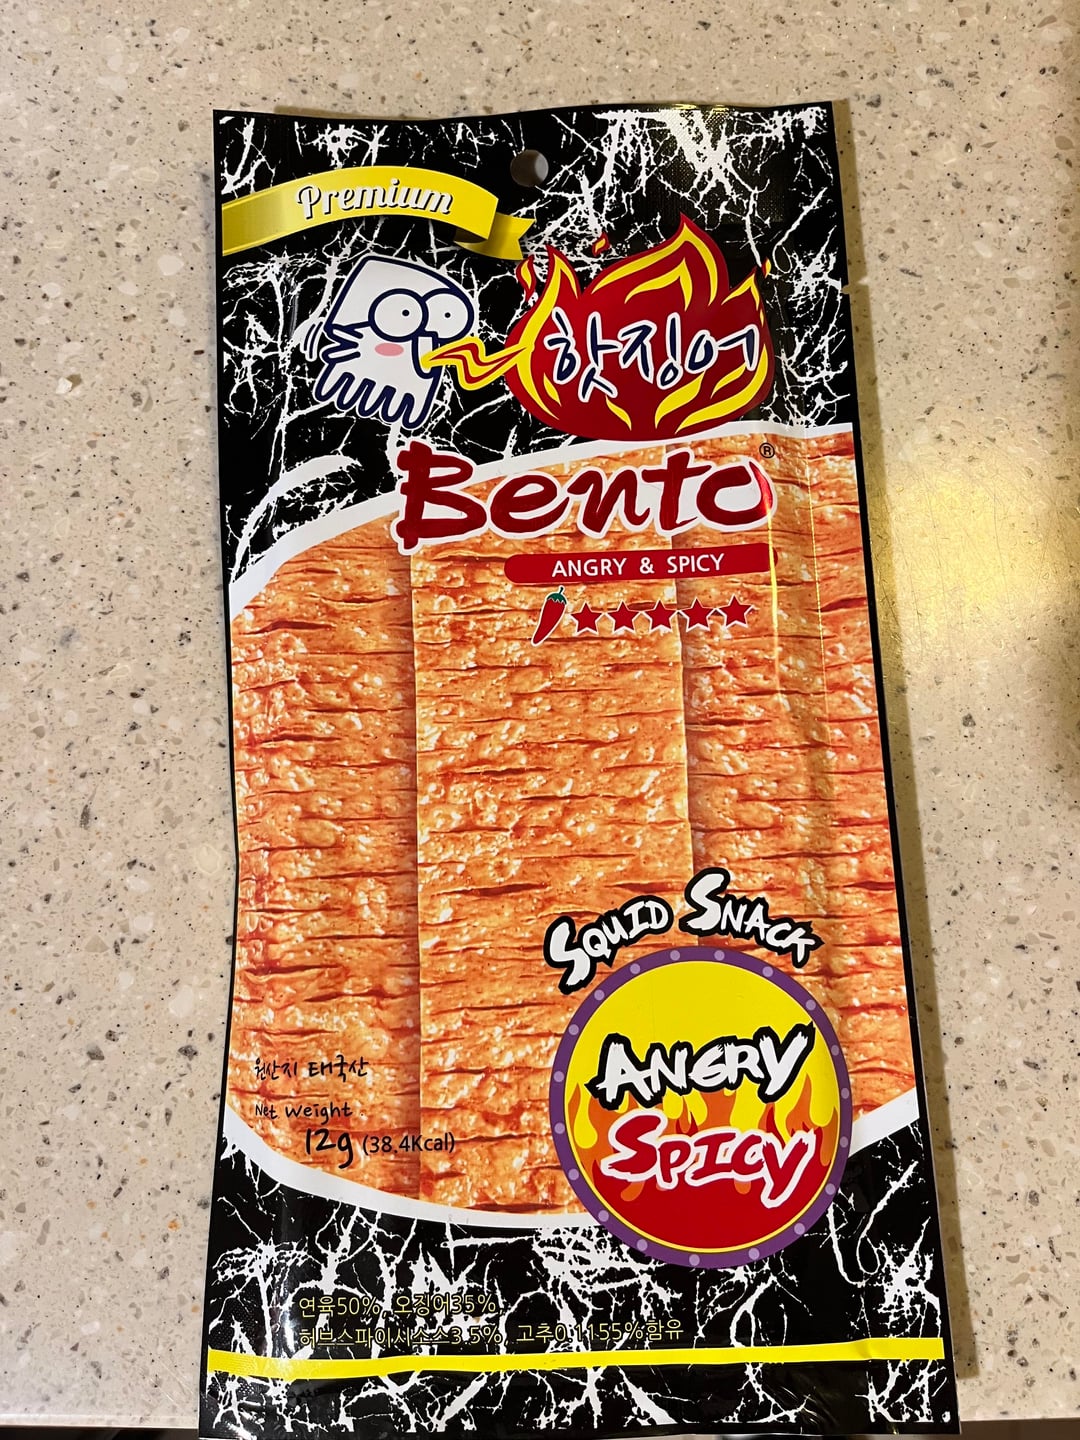 Premium
핫징어
Bento®
ANGRY & SPICY
SQUID SNACK
ANGRY
SPICY
원산지 태국산
Net Weight
12g (38.4Kcal)
연육50%, 오징어35%,
허브스파이시소스3.5%, 고추0.1155%함유